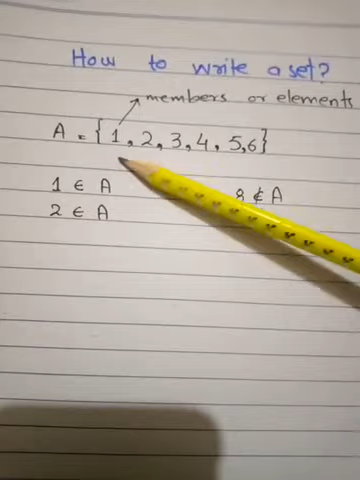 How to write a set?
members or elements
A = {1, 2, 3, 4, 5, 6}
1 ∈ A 8 ∉ A
2 ∈ A